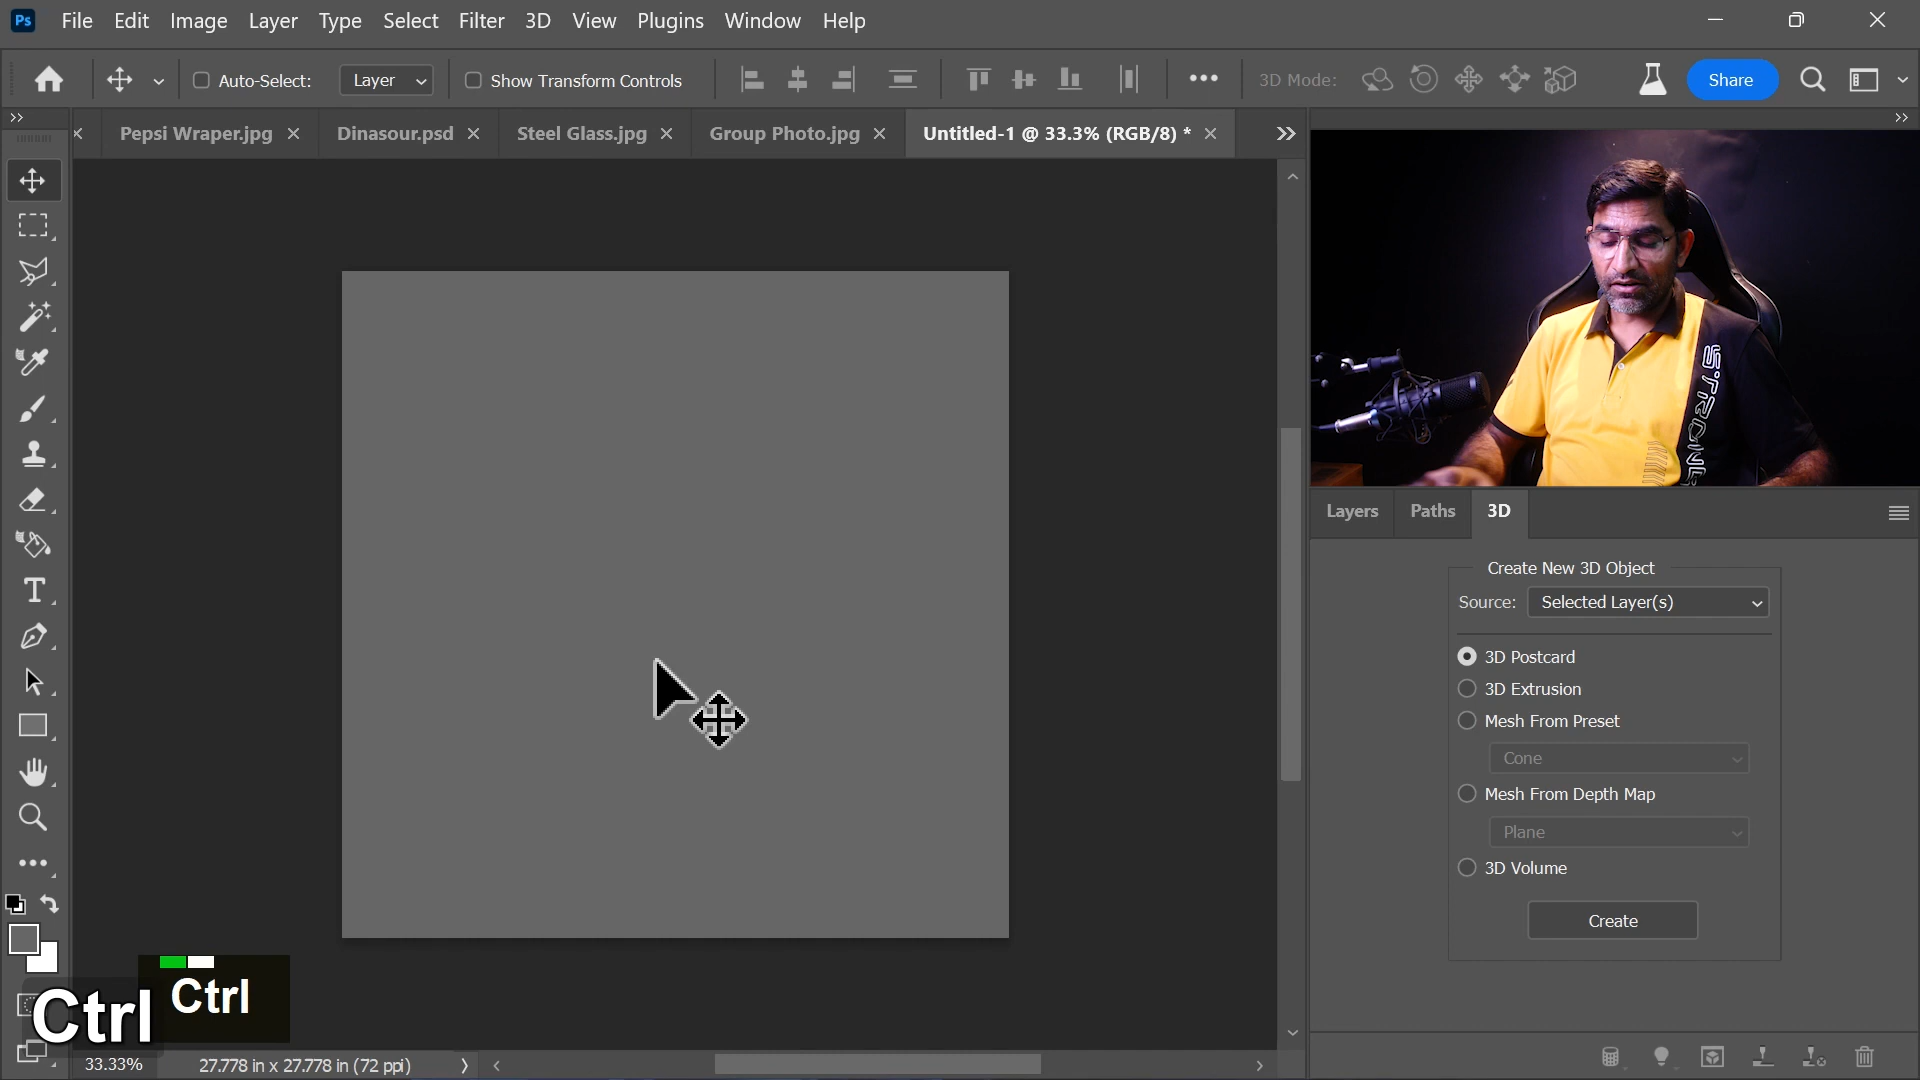 Ps File Edit Image Layer Type Select Filter 3D View Plugins Window Help
Auto-Select: Layer Show Transform Controls 3D Mode: Share
Pepsi Wraper.jpg Dinasour.psd Steel Glass.jpg Group Photo.jpg Untitled-1 @ 33.3% (RGB/8) *
Layers Paths 3D
Create New 3D Object
Source: Selected Layer(s)
3D Postcard
3D Extrusion
Mesh From Preset
Cone
Mesh From Depth Map
Plane
3D Volume
Create
Ctrl
Ctrl
33.33% 27.778 in x 27.778 in (72 ppi)